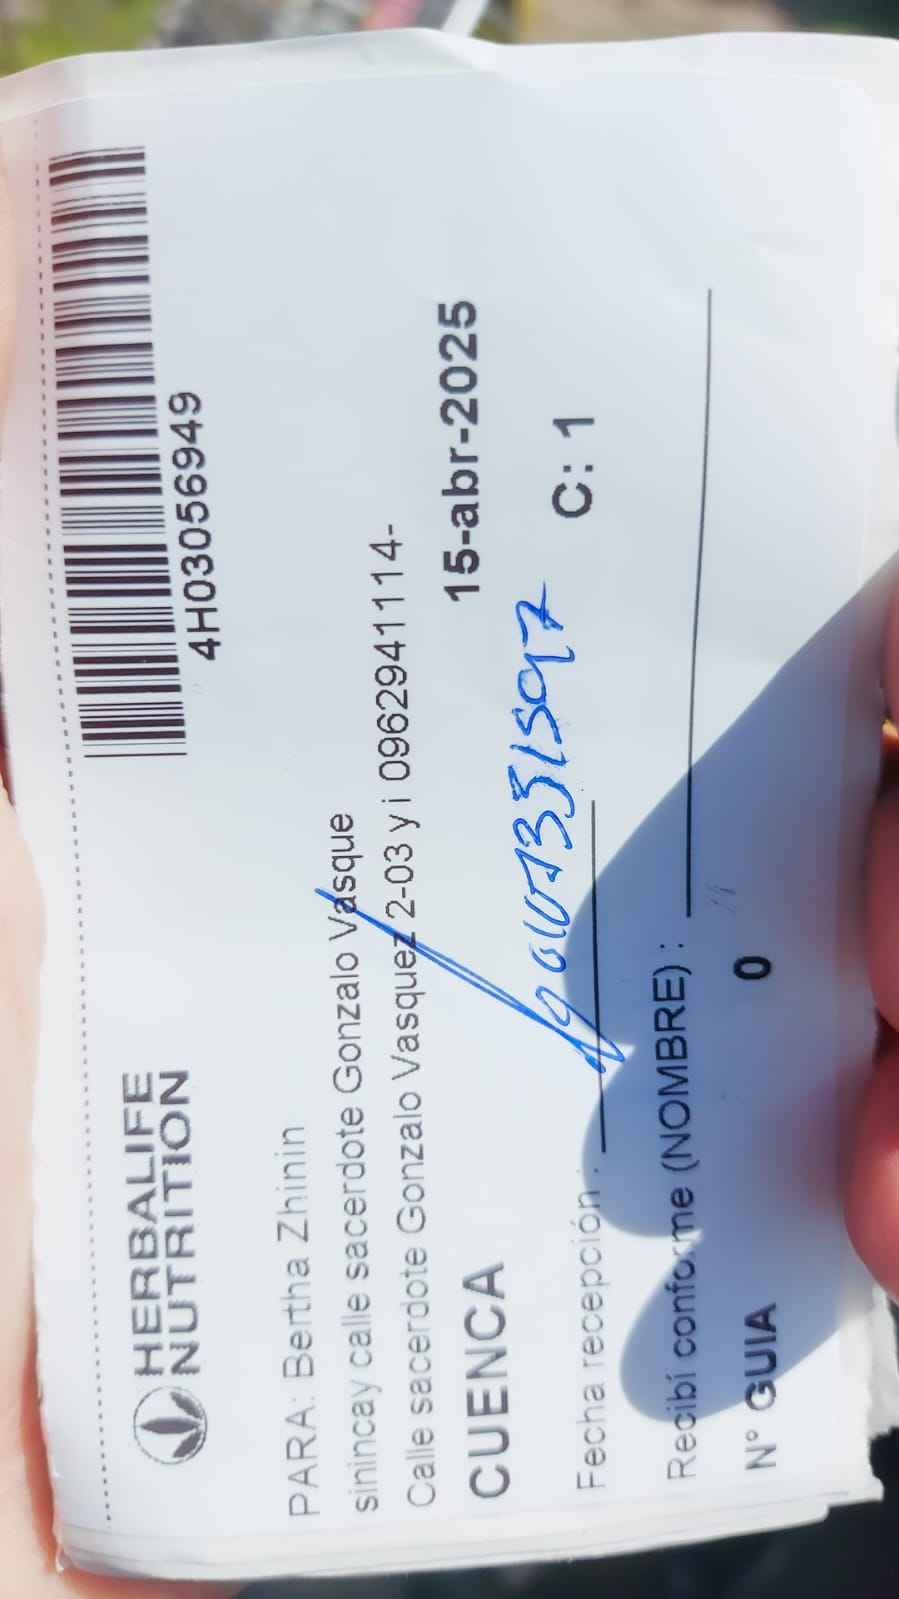 HERBALIFE
NUTRITION
4H03056949
PARA: Bertha Zhinin
sinincay calle sacerdote Gonzalo Vasque
Calle sacerdote Gonzalo Vasquez 2-03 y i 0962941114-
CUENCA 15-abr-2025
Fecha recepción : C: 1
Recibí conforme (NOMBRE) :
N° GUIA 0